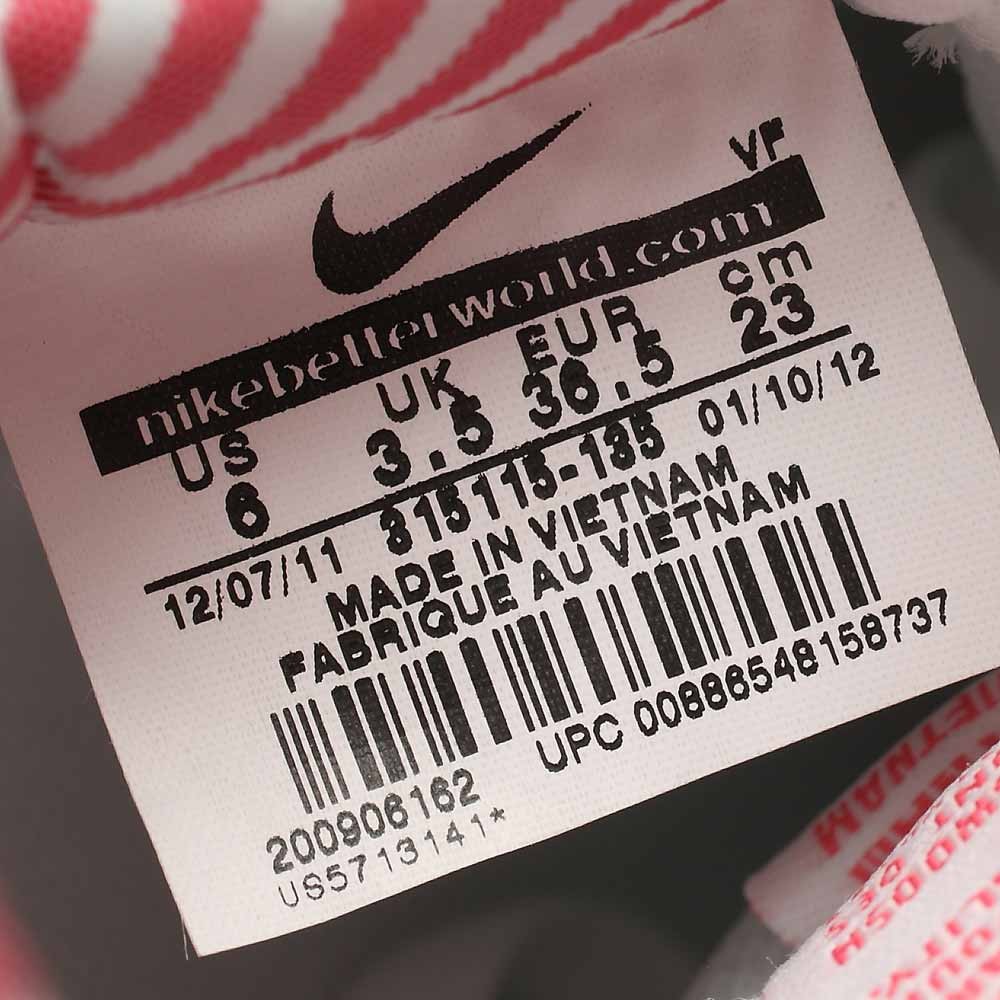 VF
nikebetterworld.com
US UK EUR cm
6 3.5 36.5 23
12/07/11 315115-135 01/10/12
MADE IN VIETNAM
FABRIQUE AU VIETNAM
UPC 00886548158737
200906162
US5713141*
VIETNAM